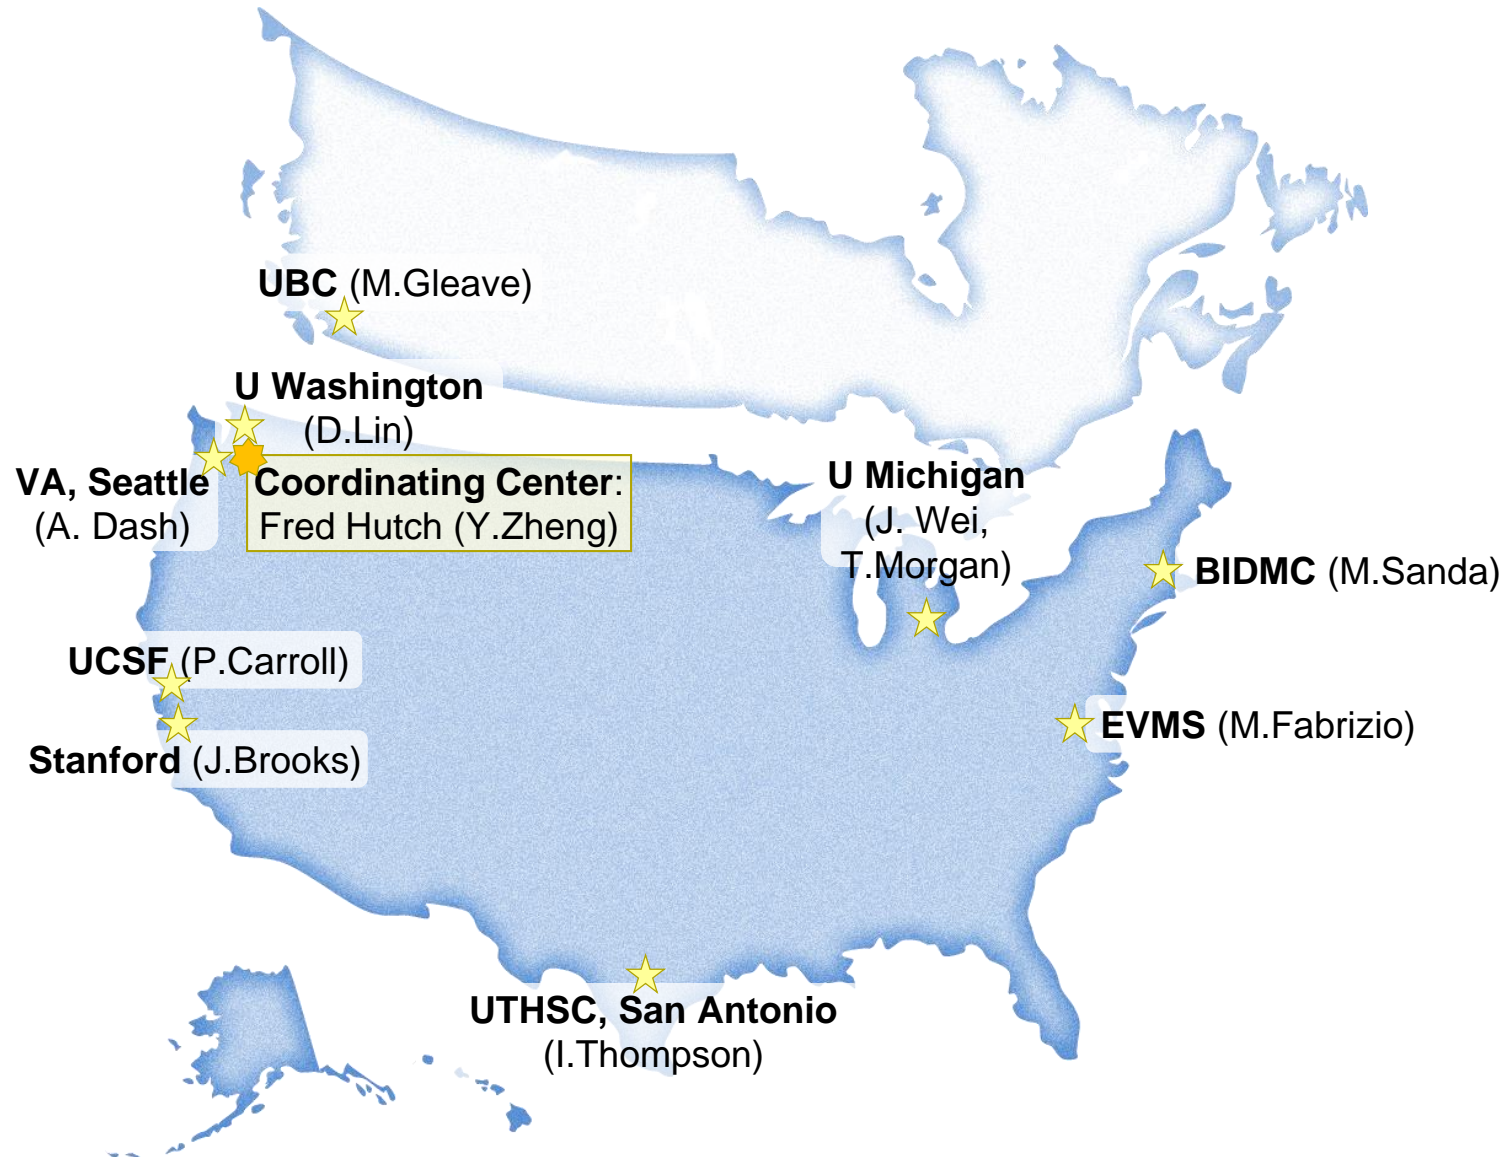 UBC (M.Gleave)
U Washington
(D.Lin)
VA, Seattle
(A. Dash)
Coordinating Center:
Fred Hutch (Y.Zheng)
U Michigan
(J. Wei,
T.Morgan)
BIDMC (M.Sanda)
UCSF (P.Carroll)
Stanford (J.Brooks)
EVMS (M.Fabrizio)
UTHSC, San Antonio
(I.Thompson)